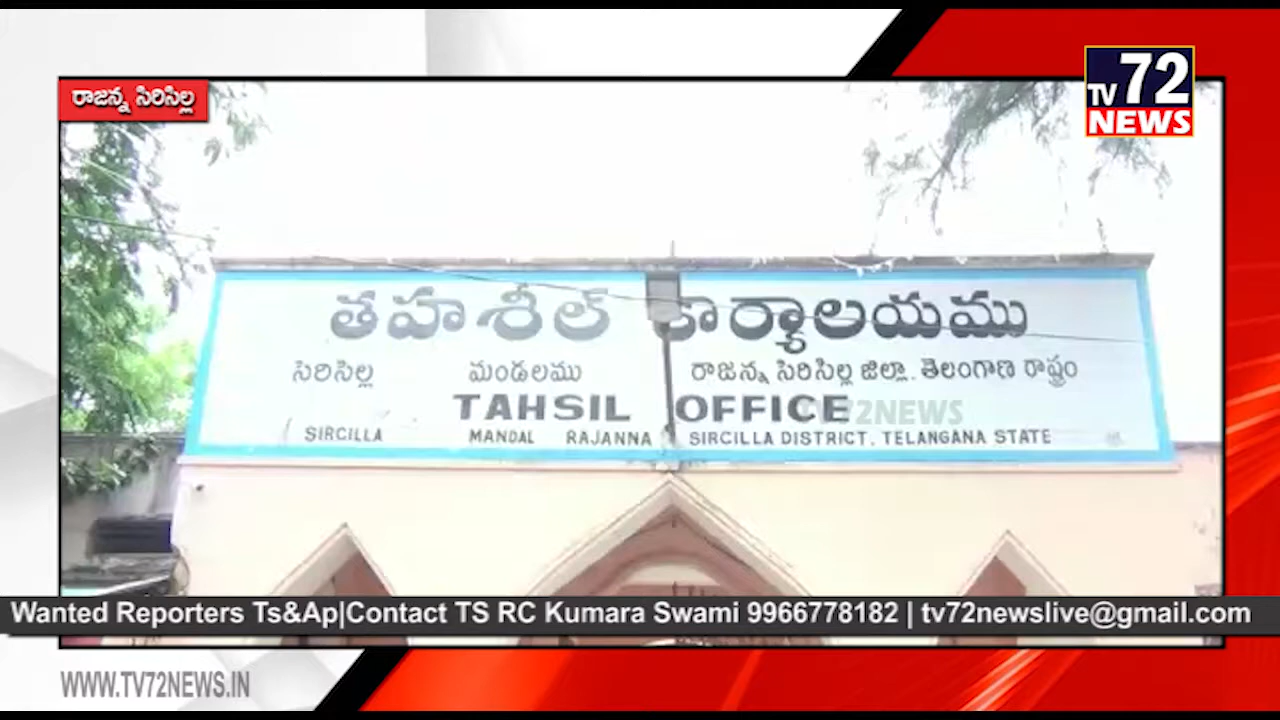 రాజన్న సిరిసిల్ల
TV 72
NEWS
తహశీల్ కార్యాలయము
సిరిసిల్ల మండలము రాజన్న సిరిసిల్ల జిల్లా. తెలంగాణ రాష్ట్రం
TAHSIL OFFICE
TV72NEWS
SIRCILLA MANDAL RAJANNA SIRCILLA DISTRICT. TELANGANA STATE
Wanted Reporters Ts&Ap|Contact TS RC Kumara Swami 9966778182 | tv72newslive@gmail.com
WWW.TV72NEWS.IN